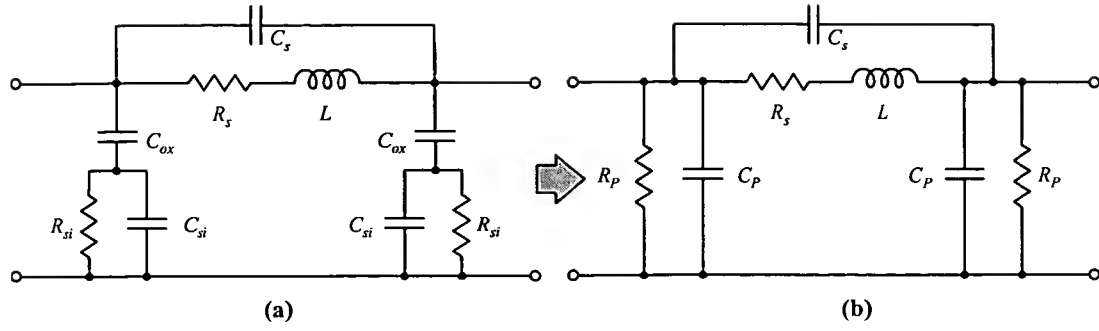 C_s
R_s
L
C_ox
C_ox
R_si
C_si
C_si
R_si
(a)
C_s
R_s
L
R_P
C_P
C_P
R_P
(b)